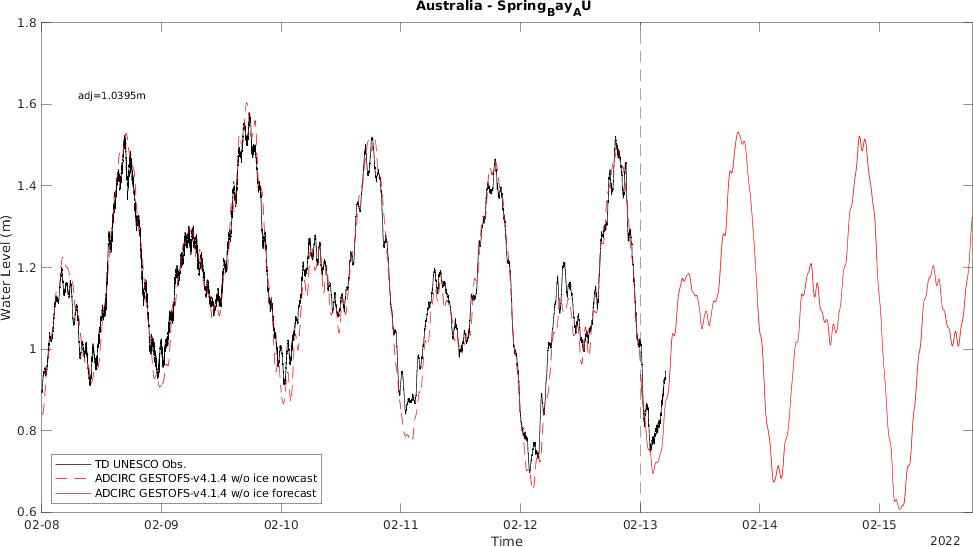 Australia - Spring_Bay_AU
1.8
1.6
1.4
1.2
1
0.8
0.6
Water Level (m)
adj=1.0395m
TD UNESCO Obs.
ADCIRC GESTOFS-v4.1.4 w/o ice nowcast
ADCIRC GESTOFS-v4.1.4 w/o ice forecast
02-08 02-09 02-10 02-11 02-12 02-13 02-14 02-15
Time
2022